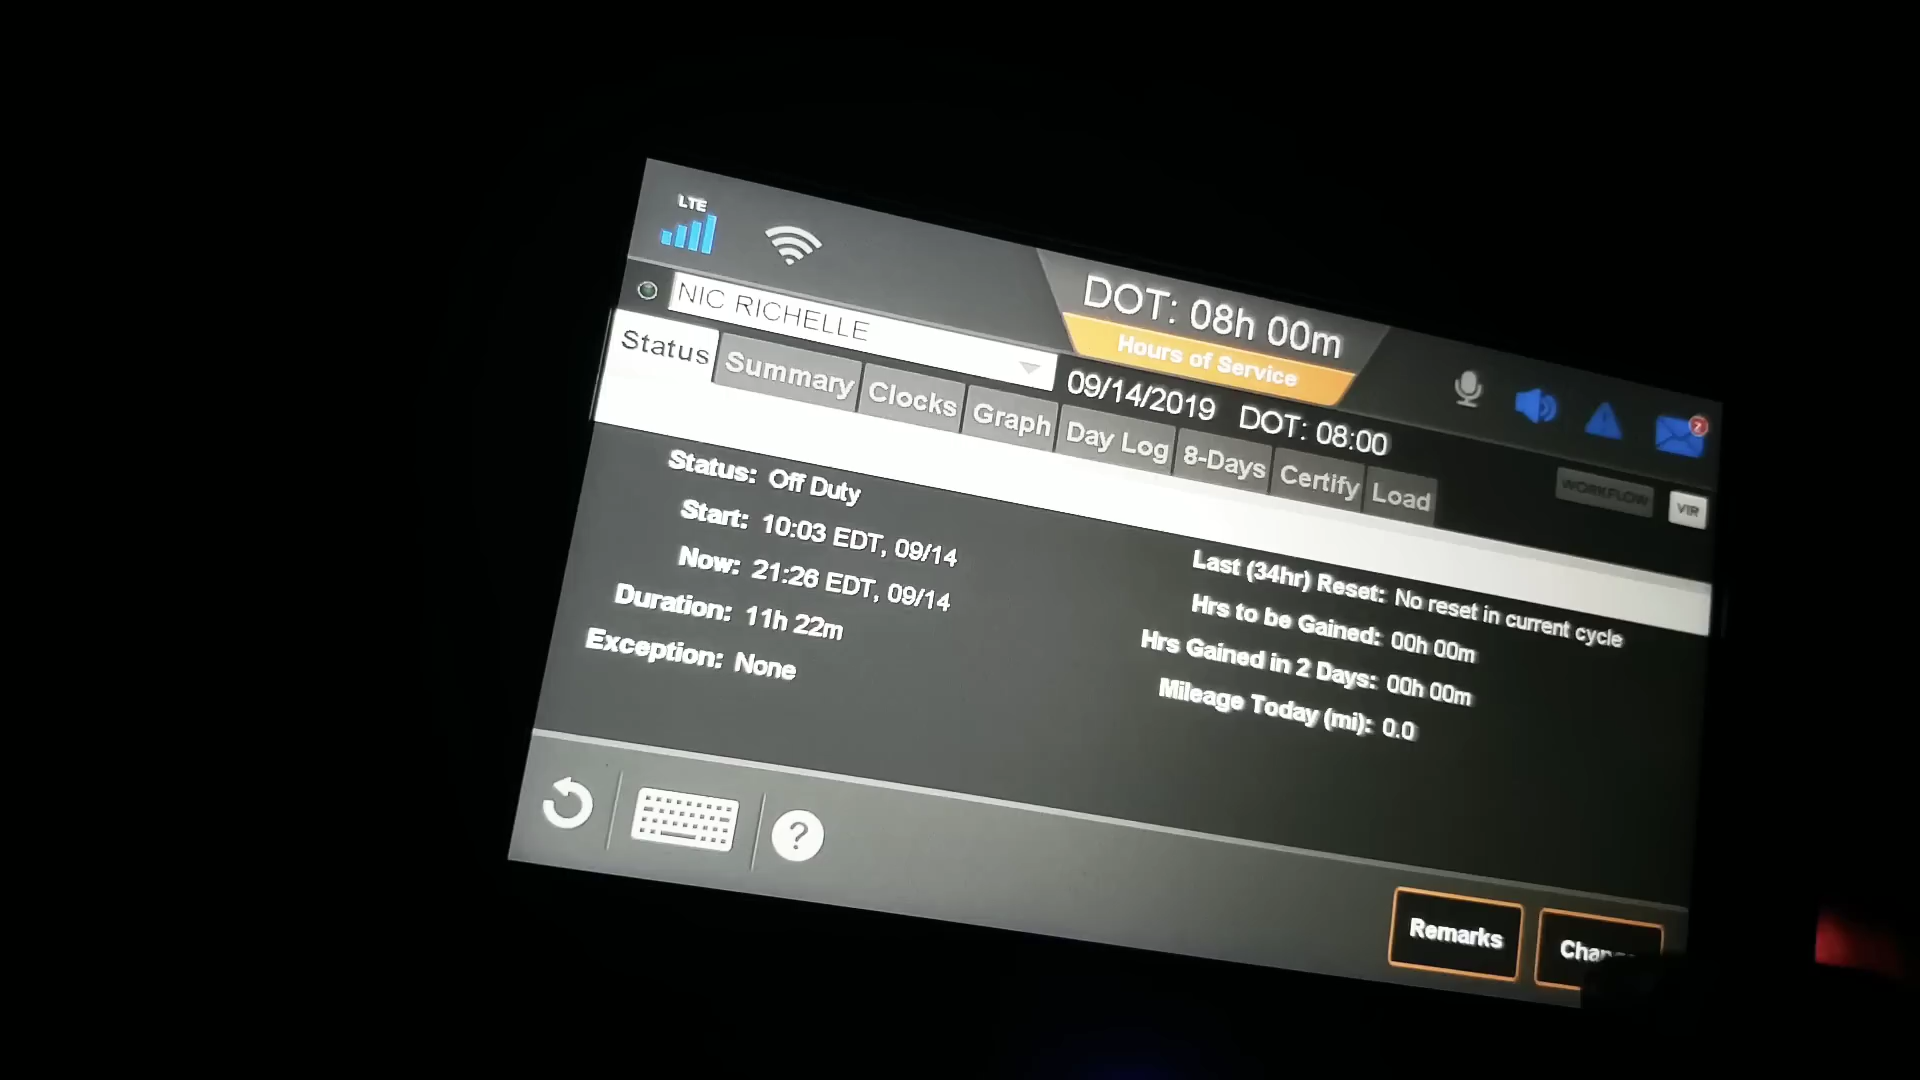 LTE
DOT: 08h 00m
Hours of Service
NIC RICHELLE
09/14/2019 DOT: 08:00
Status Summary Clocks Graph Day Log 8-Days Certify Load
WORKFLOW VIR
Status: Off Duty
Start: 10:03 EDT, 09/14
Now: 21:26 EDT, 09/14
Duration: 11h 22m
Exception: None
Last (34hr) Reset: No reset in current cycle
Hrs to be Gained: 00h 00m
Hrs Gained in 2 Days: 00h 00m
Mileage Today (mi): 0.0
?
Remarks